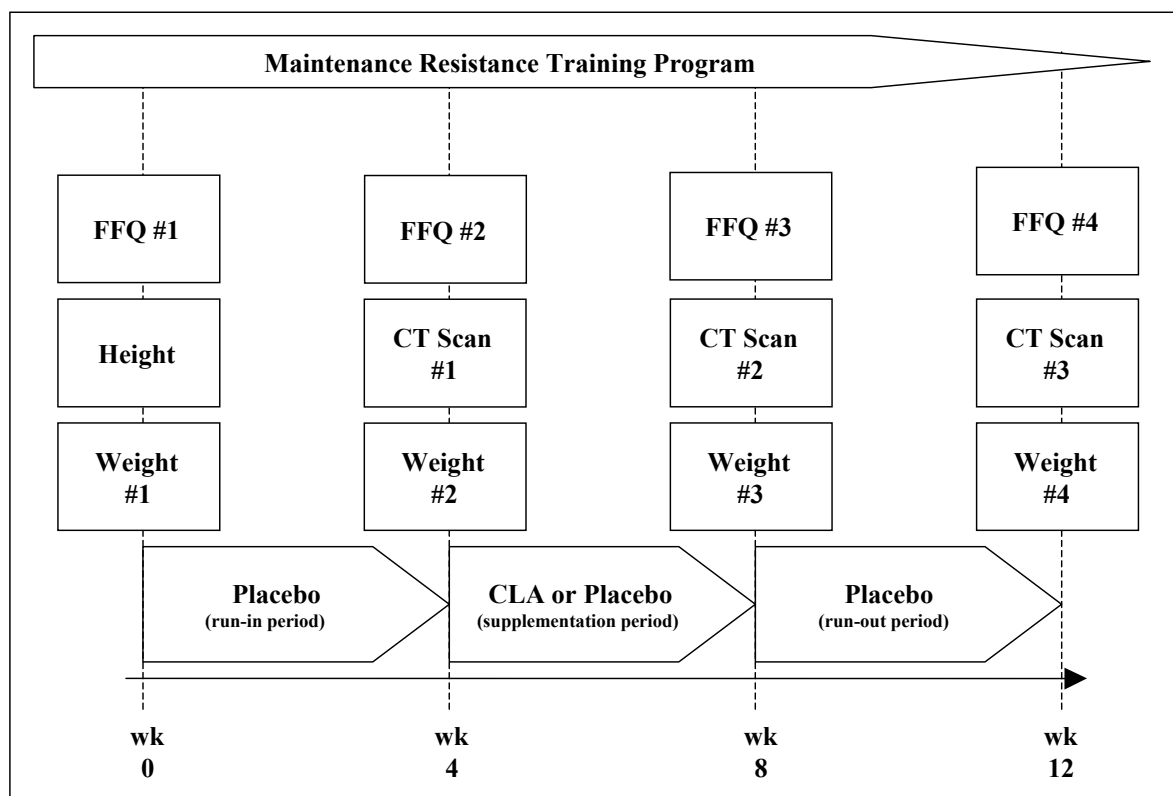 Maintenance Resistance Training Program
FFQ #1
FFQ #2
FFQ #3
FFQ #4
Height
CT Scan
#1
CT Scan
#2
CT Scan
#3
Weight
#1
Weight
#2
Weight
#3
Weight
#4
Placebo
(run-in period)
CLA or Placebo
(supplementation period)
Placebo
(run-out period)
wk
0
wk
4
wk
8
wk
12